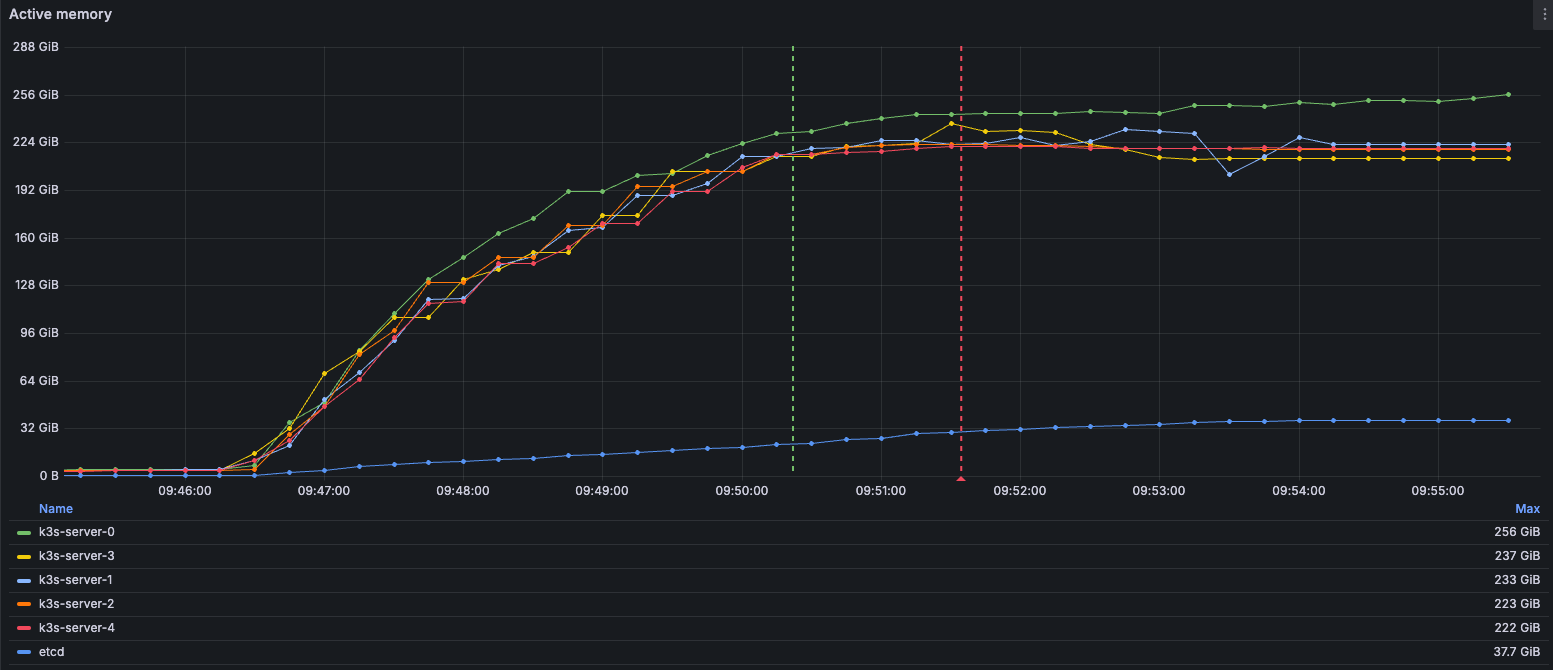 Active memory
288 GiB
256 GiB
224 GiB
192 GiB
160 GiB
128 GiB
96 GiB
64 GiB
32 GiB
0 B
09:46:00 09:47:00 09:48:00 09:49:00 09:50:00 09:51:00 09:52:00 09:53:00 09:54:00 09:55:00
Name Max
k3s-server-0 256 GiB
k3s-server-3 237 GiB
k3s-server-1 233 GiB
k3s-server-2 223 GiB
k3s-server-4 222 GiB
etcd 37.7 GiB